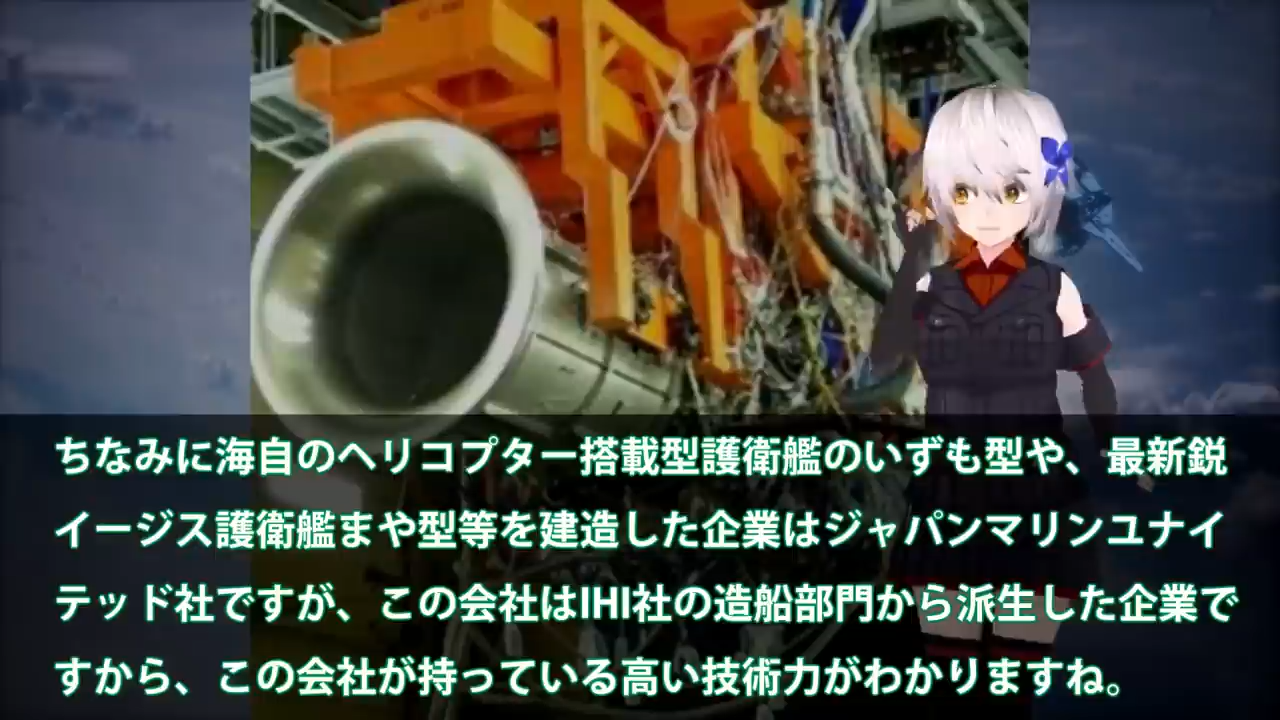 ちなみに海自のヘリコプター搭載型護衛艦のいずも型や、最新鋭
イージス護衛艦まや型等を建造した企業はジャパンマリンユナイ
テッド社ですが、この会社はIHI社の造船部門から派生した企業で
すから、この会社が持っている高い技術力がわかりますね。